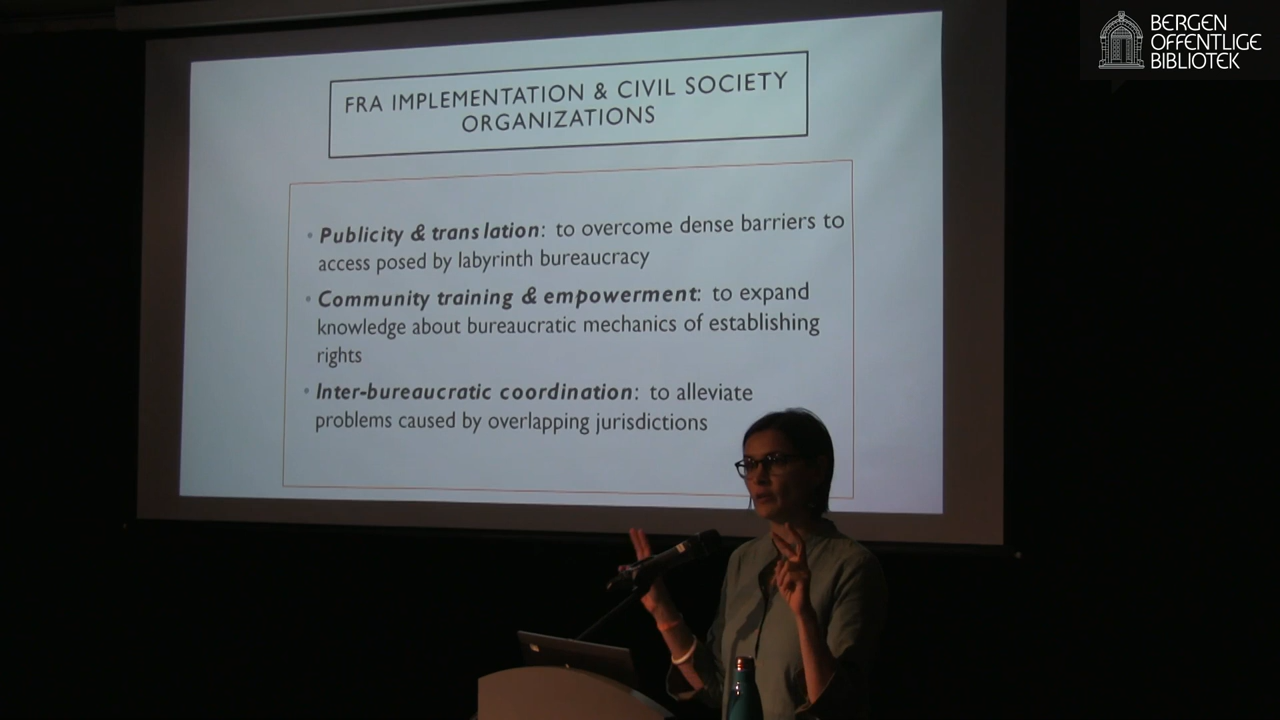 BERGEN
OFFENTLIGE
BIBLIOTEK
FRA IMPLEMENTATION & CIVIL SOCIETY
ORGANIZATIONS
• Publicity & translation: to overcome dense barriers to
access posed by labyrinth bureaucracy
• Community training & empowerment: to expand
knowledge about bureaucratic mechanics of establishing
rights
• Inter-bureaucratic coordination: to alleviate
problems caused by overlapping jurisdictions